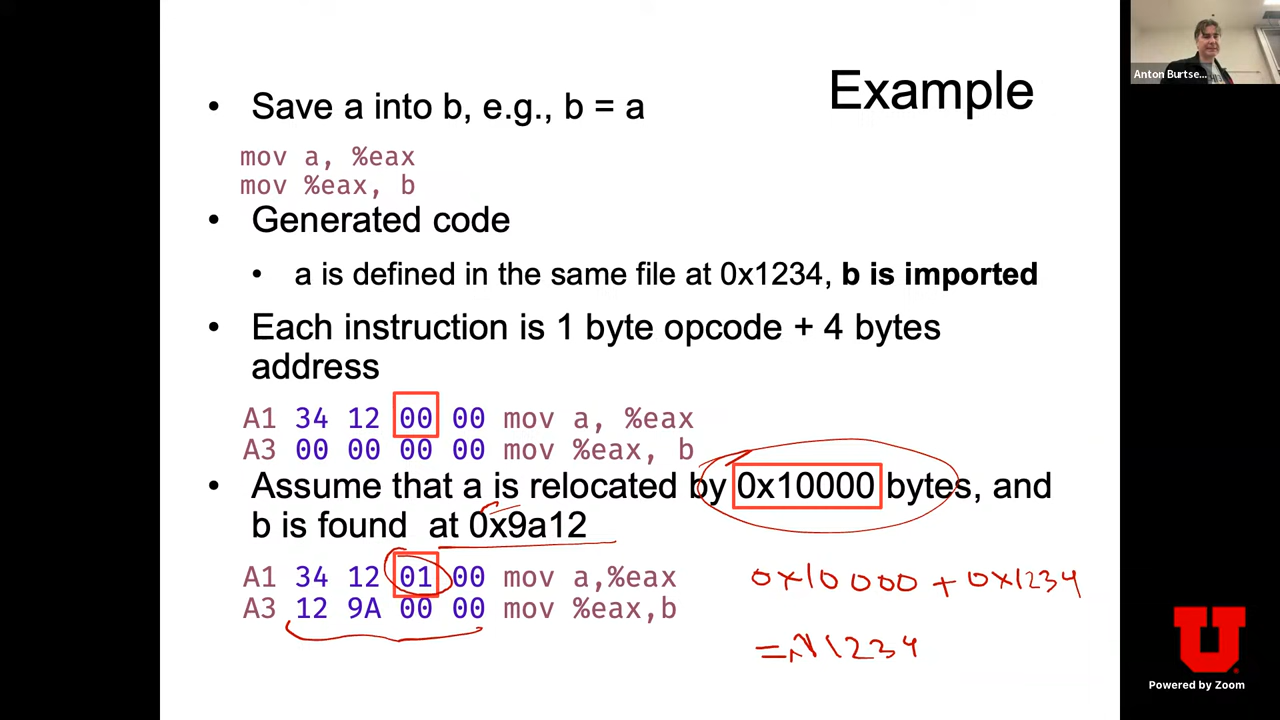 Example
• Save a into b, e.g., b = a
mov a, %eax
mov %eax, b
• Generated code
• a is defined in the same file at 0x1234, b is imported
• Each instruction is 1 byte opcode + 4 bytes
address
A1 34 12 00 00 mov a, %eax
A3 00 00 00 00 mov %eax, b
• Assume that a is relocated by 0x10000 bytes, and
b is found at 0x9a12
A1 34 12 01 00 mov a,%eax
A3 12 9A 00 00 mov %eax,b
0x10000 + 0x1234
Anton Burtse...
U
Powered by Zoom